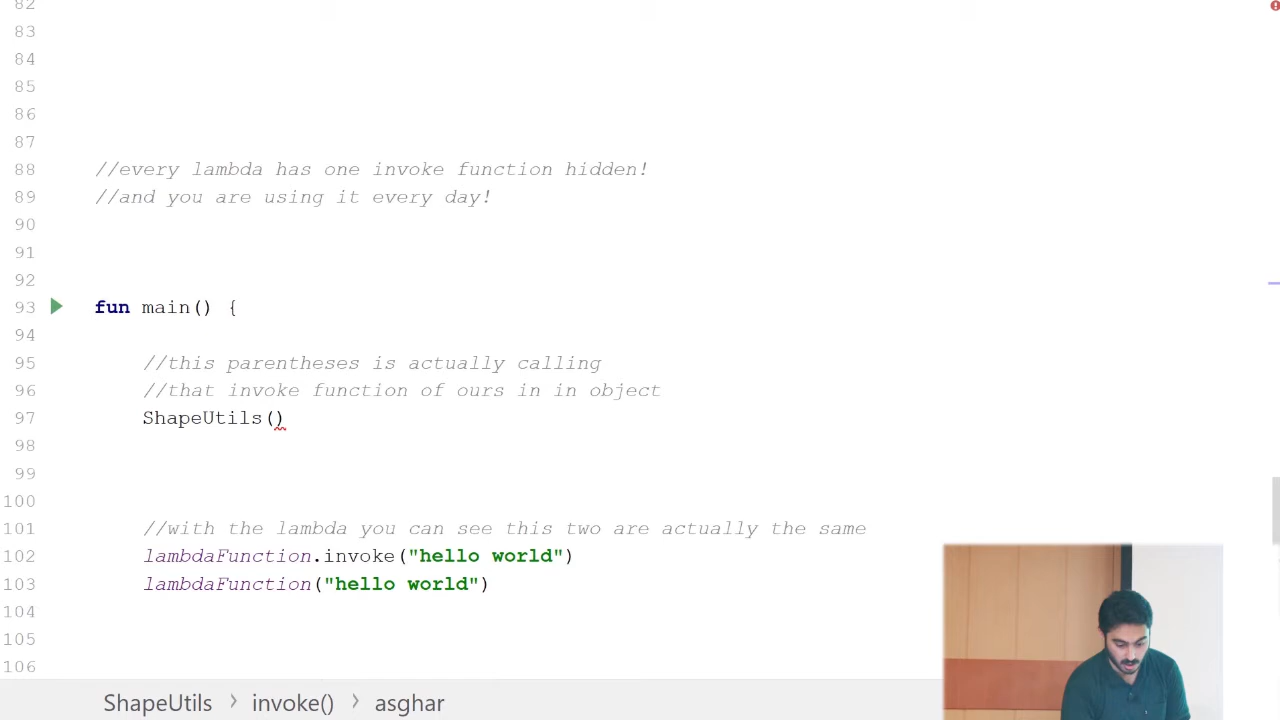 82
83
84
85
86
87
88 //every lambda has one invoke function hidden!
89 //and you are using it every day!
90
91
92
93 fun main() {
94
95 //this parentheses is actually calling
96 //that invoke function of ours in in object
97 ShapeUtils()
98
99
100
101 //with the lambda you can see this two are actually the same
102 lambdaFunction.invoke("hello world")
103 lambdaFunction("hello world")
104
105
106
ShapeUtils > invoke() > asghar